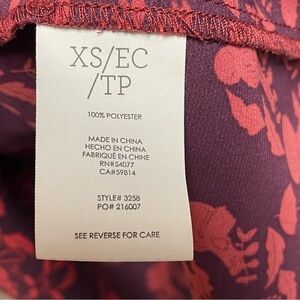 XS/EC
/TP
100% POLYESTER
MADE IN CHINA
HECHO EN CHINA
FABRIQUÉ EN CHINE
RN#54077
CA#59814
STYLE# 3258
PO# 216007
SEE REVERSE FOR CARE